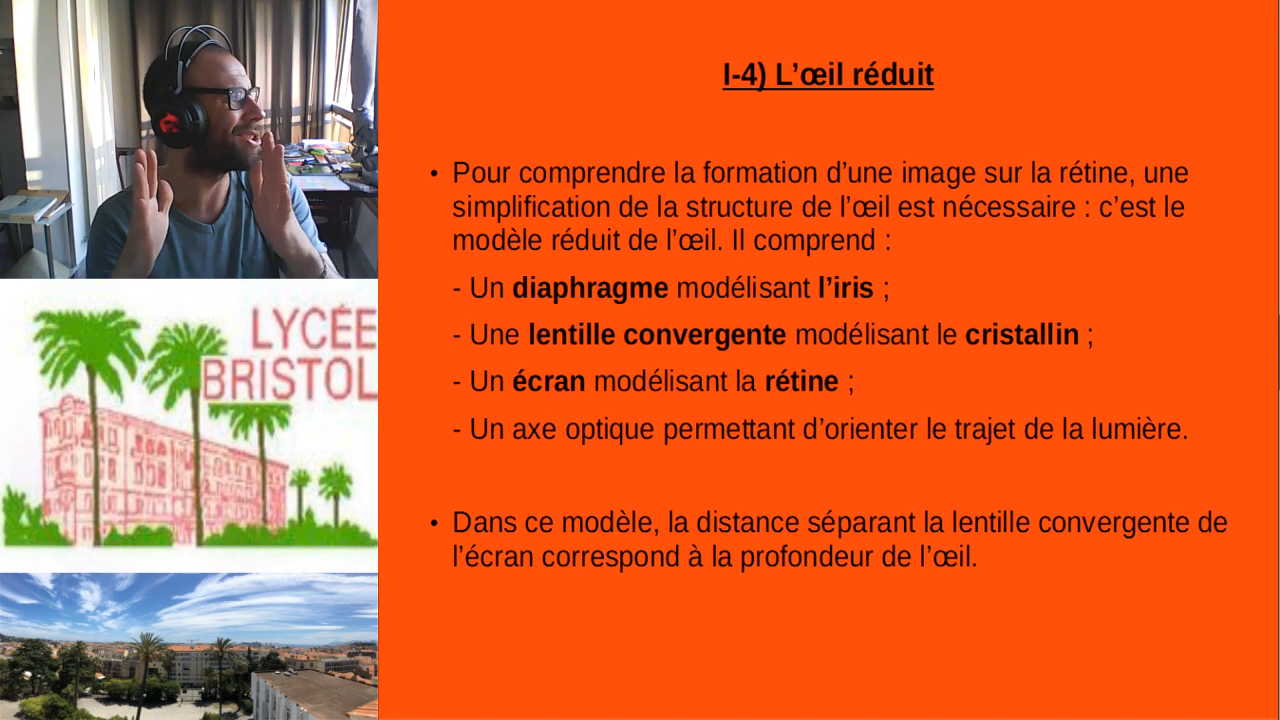 LYCÉE
BRISTOL
I-4) L’œil réduit
• Pour comprendre la formation d’une image sur la rétine, une
simplification de la structure de l’œil est nécessaire : c’est le
modèle réduit de l’œil. Il comprend :
- Un diaphragme modélisant l’iris ;
- Une lentille convergente modélisant le cristallin ;
- Un écran modélisant la rétine ;
- Un axe optique permettant d’orienter le trajet de la lumière.
• Dans ce modèle, la distance séparant la lentille convergente de
l’écran correspond à la profondeur de l’œil.